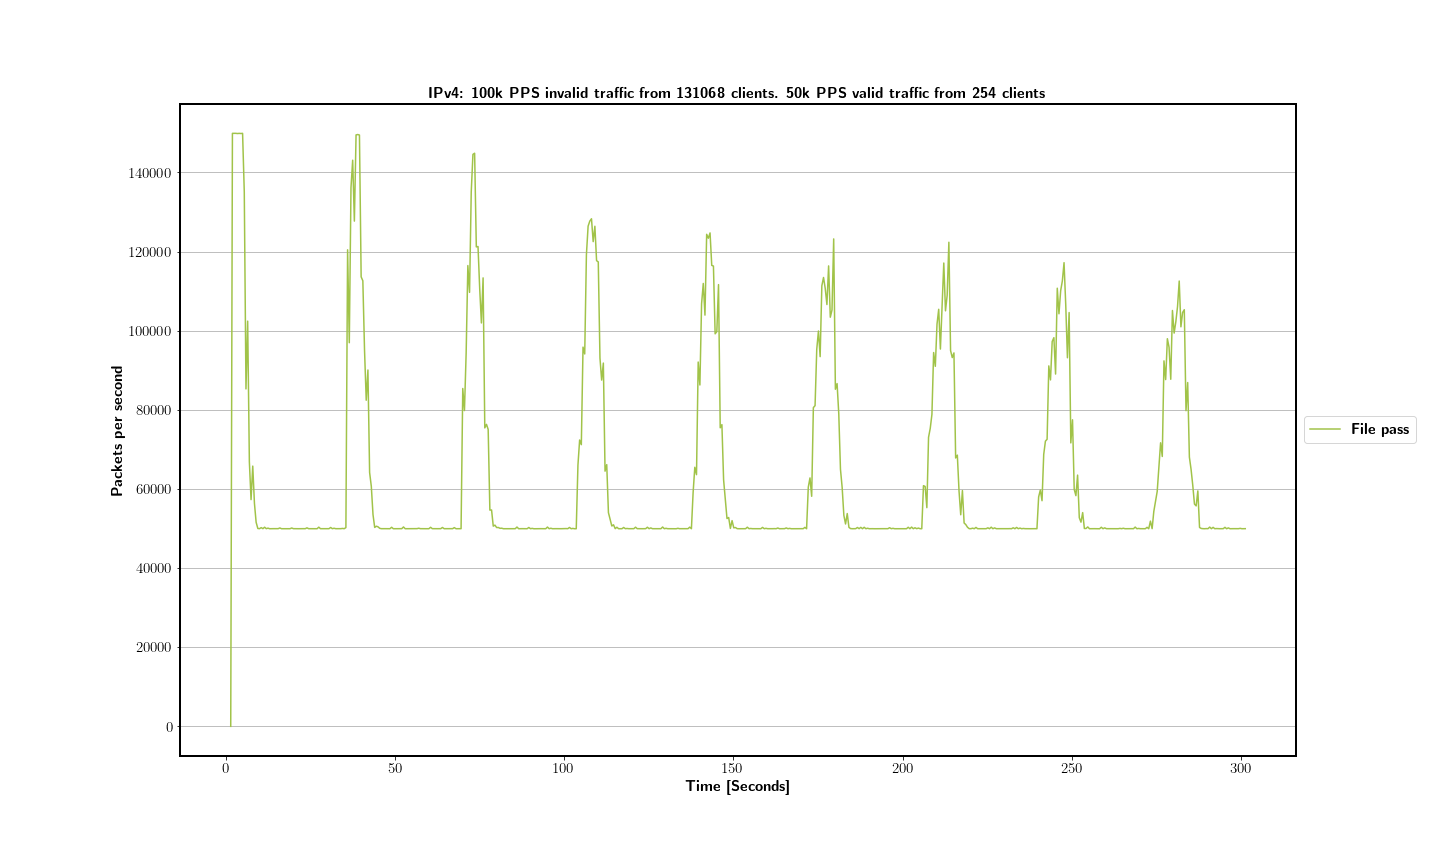 IPv4: 100k PPS invalid traffic from 131068 clients. 50k PPS valid traffic from 254 clients
140000
120000
100000
80000
60000
40000
20000
0
Packets per second
File pass
0 50 100 150 200 250 300
Time [Seconds]